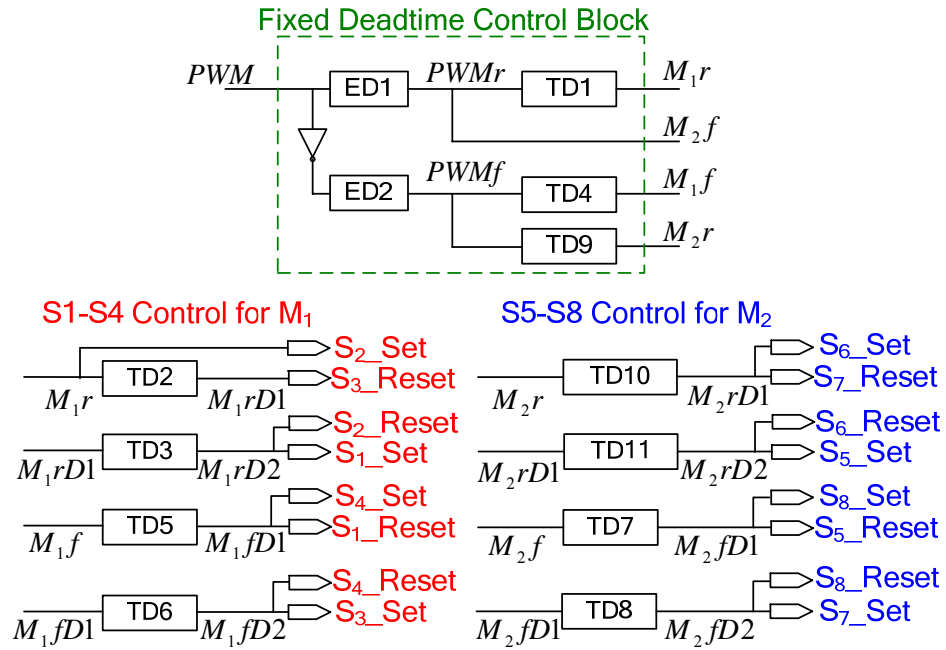 Fixed Deadtime Control Block
PWM
ED1
PWMr
TD1
M₁r
M₂f
ED2
PWMf
TD4
M₁f
TD9
M₂r
S1-S4 Control for M₁
S₂_Set
TD2
S₃_Reset
M₁r
M₁rD1
S₂_Reset
TD3
S₁_Set
M₁rD1
M₁rD2
S₄_Set
TD5
S₁_Reset
M₁f
M₁fD1
S₄_Reset
TD6
S₃_Set
M₁fD1
M₁fD2
S5-S8 Control for M₂
S₆_Set
TD10
S₇_Reset
M₂r
M₂rD1
S₆_Reset
TD11
S₅_Set
M₂rD1
M₂rD2
S₈_Set
TD7
S₅_Reset
M₂f
M₂fD1
S₈_Reset
TD8
S₇_Set
M₂fD1
M₂fD2